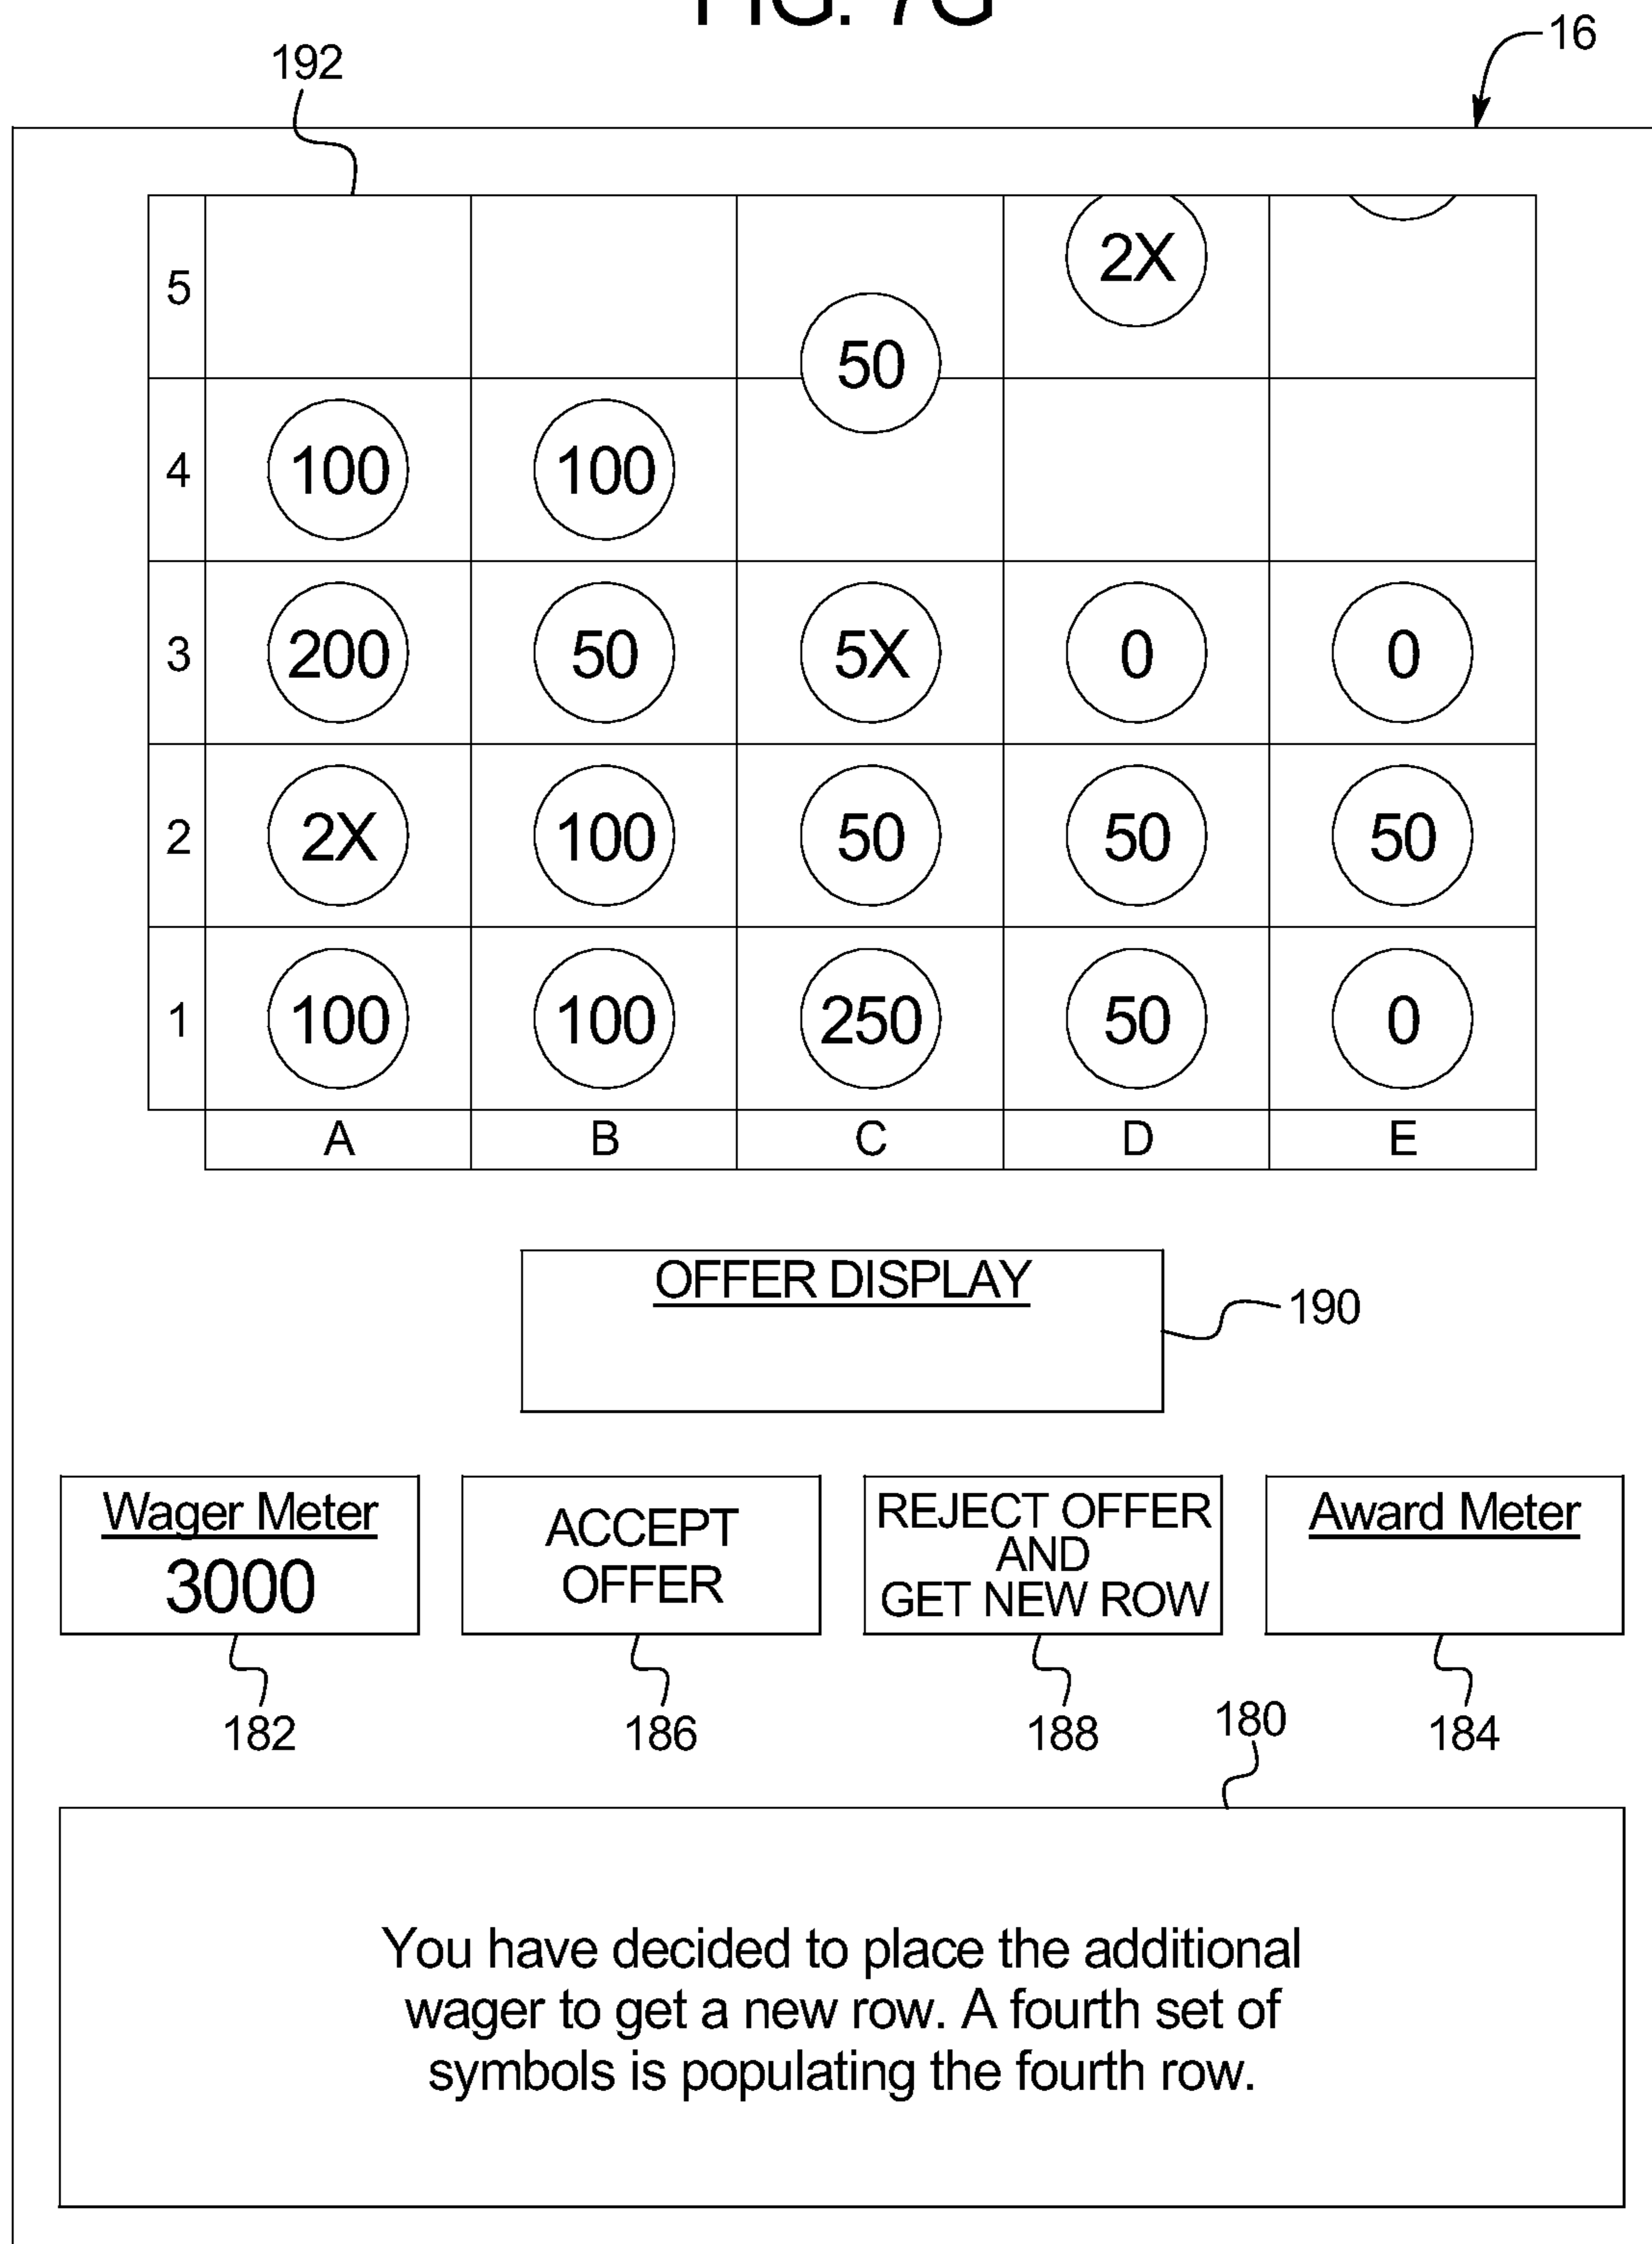 FIG. 7G
16
192
5 2X
50
4 100 100
3 200 50 5X 0 0
2 2X 100 50 50 50
1 100 100 250 50 0
A B C D E
OFFER DISPLAY
190
Wager Meter
3000
ACCEPT
OFFER
REJECT OFFER
AND
GET NEW ROW
Award Meter
182 186 188 180 184
You have decided to place the additional
wager to get a new row. A fourth set of
symbols is populating the fourth row.